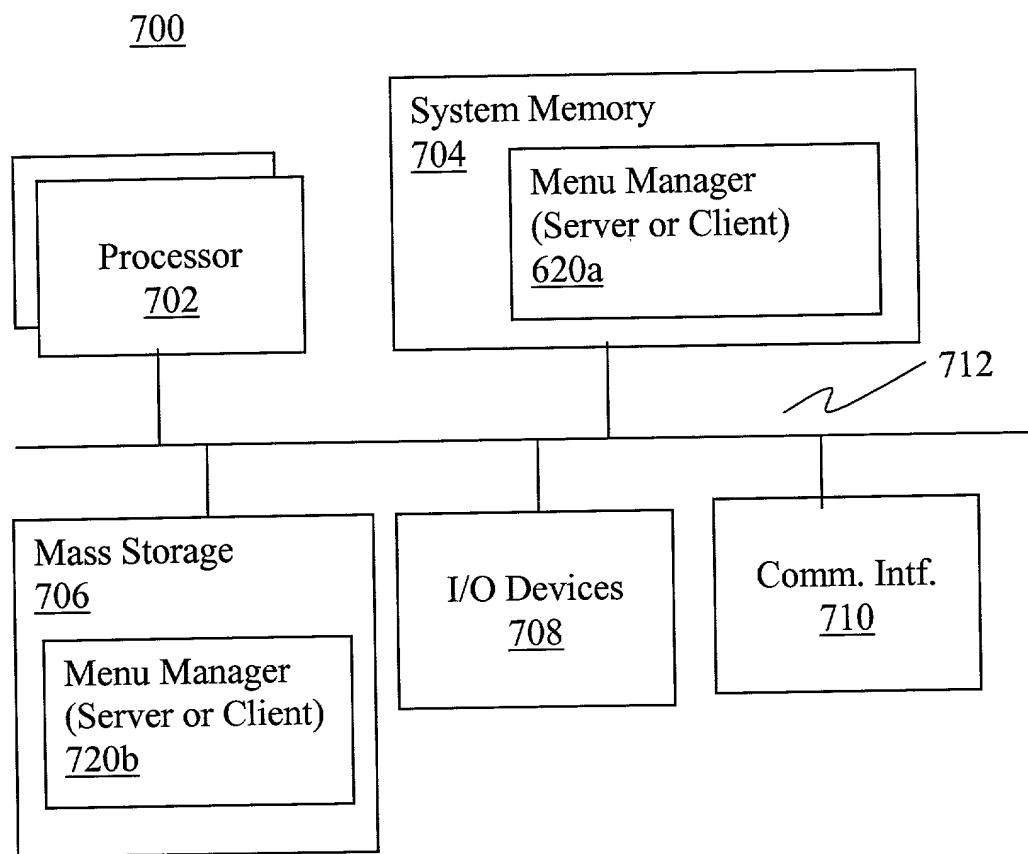 700
System Memory
704
Menu Manager
(Server or Client)
620a
Processor
702
712
Mass Storage
706
Menu Manager
(Server or Client)
720b
I/O Devices
708
Comm. Intf.
710